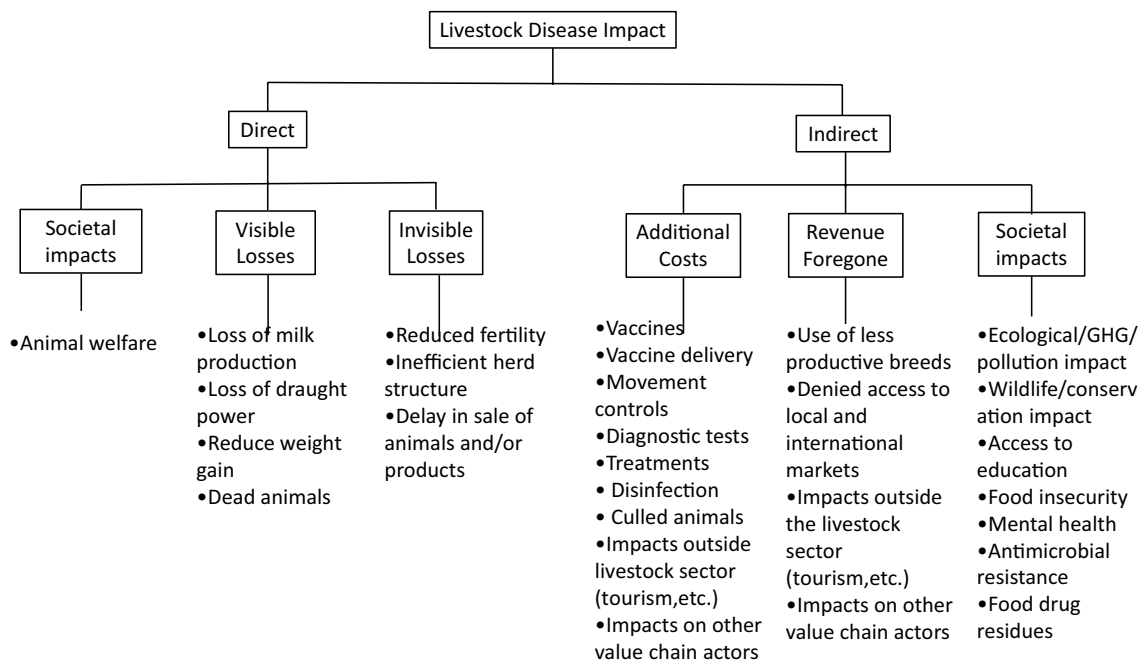 Livestock Disease Impact
Direct
Indirect
Societal
impacts
Visible
Losses
Invisible
Losses
Additional
Costs
Revenue
Foregone
Societal
impacts
•Animal welfare
•Loss of milk
production
•Loss of draught
power
•Reduce weight
gain
•Dead animals
•Reduced fertility
•Inefficient herd
structure
•Delay in sale of
animals and/or
products
•Vaccines
•Vaccine delivery
•Movement
controls
•Diagnostic tests
•Treatments
• Disinfection
• Culled animals
•Impacts outside
livestock sector
(tourism,etc.)
•Impacts on other
value chain actors
•Use of less
productive breeds
•Denied access to
local and
international
markets
•Impacts outside
the livestock
sector
(tourism,etc.)
•Impacts on other
value chain actors
•Ecological/GHG/
pollution impact
•Wildlife/conserv
ation impact
•Access to
education
•Food insecurity
•Mental health
•Antimicrobial
resistance
•Food drug
residues